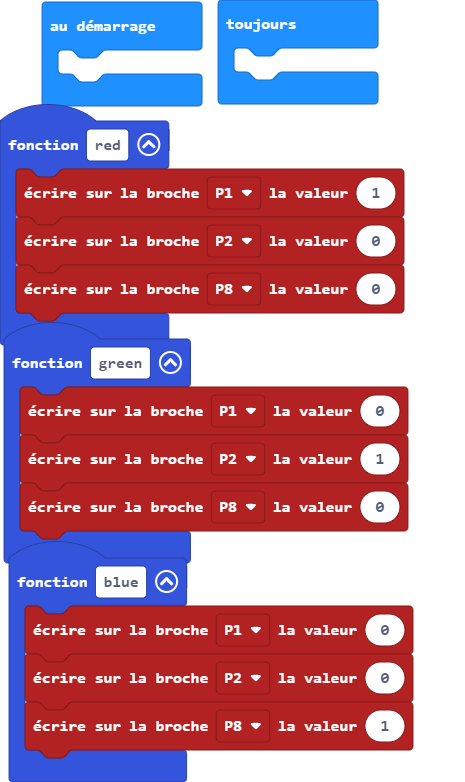 au démarrage
toujours
fonction red
écrire sur la broche P1 la valeur 1
écrire sur la broche P2 la valeur 0
écrire sur la broche P8 la valeur 0
fonction green
écrire sur la broche P1 la valeur 0
écrire sur la broche P2 la valeur 1
écrire sur la broche P8 la valeur 0
fonction blue
écrire sur la broche P1 la valeur 0
écrire sur la broche P2 la valeur 0
écrire sur la broche P8 la valeur 1